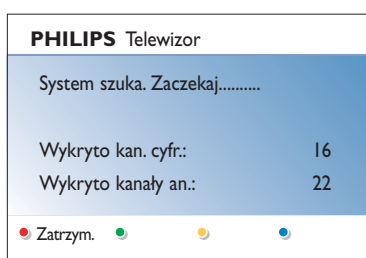 PHILIPS Telewizor
System szuka. Zaczekaj..........
Wykryto kan. cyfr.: 16
Wykryto kanały an.: 22
Zatrzym.